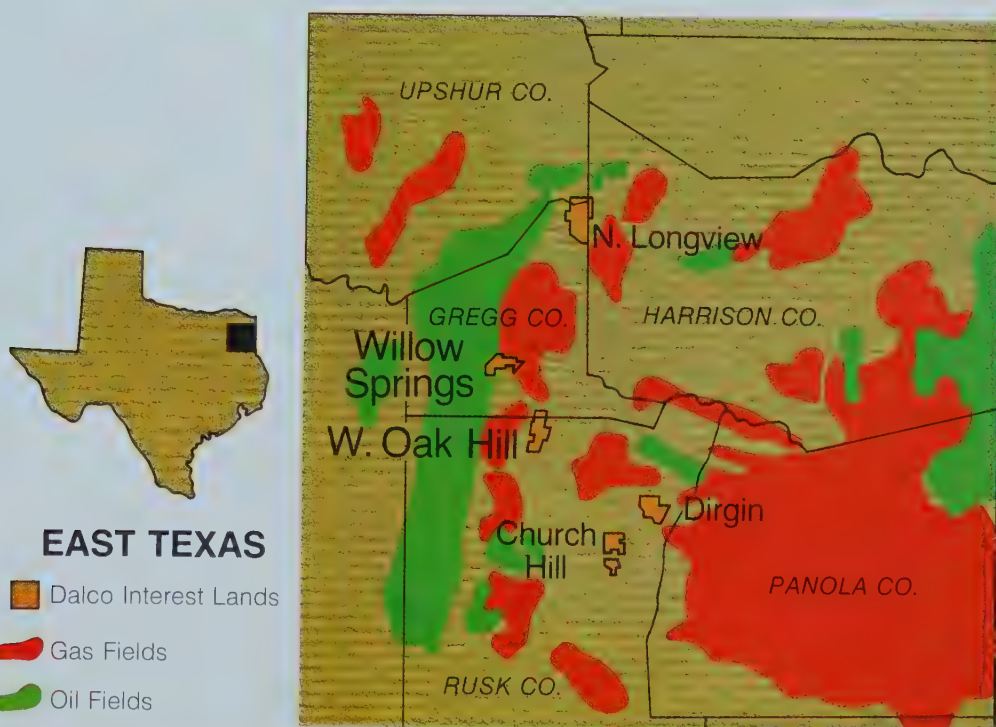 UPSHUR CO.
N. Longview
GREGG CO.
HARRISON CO.
Willow
Springs
W. Oak Hill
Dirgin
Church
Hill
PANOLA CO.
RUSK CO.
EAST TEXAS
Dalco Interest Lands
Gas Fields
Oil Fields